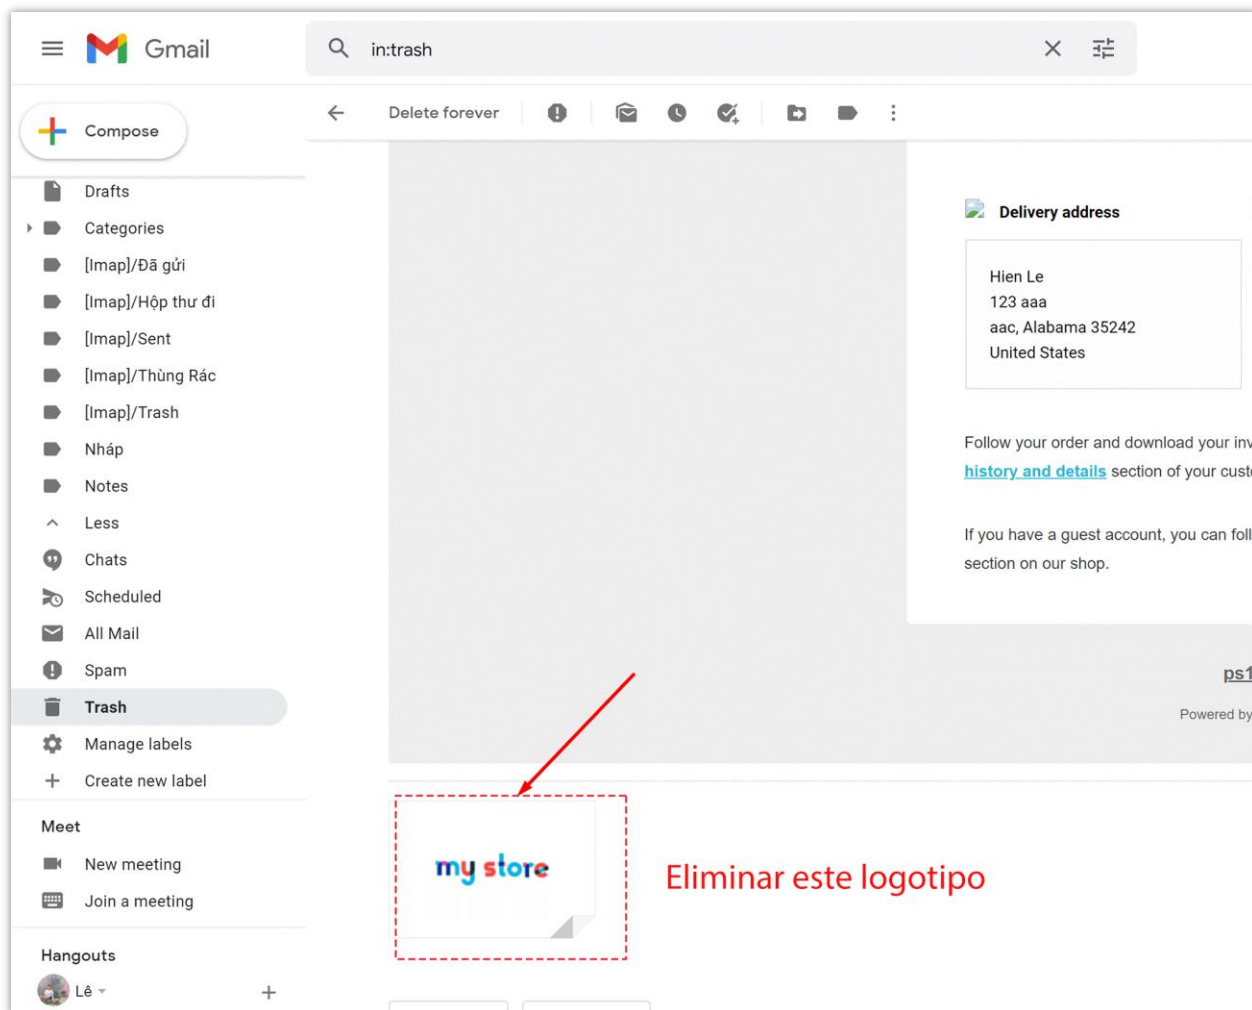 Gmail
in:trash
Compose
Delete forever
Drafts
Categories
[Imap]/Đã gửi
[Imap]/Hộp thư đi
[Imap]/Sent
[Imap]/Thùng Rác
[Imap]/Trash
Nháp
Notes
Less
Chats
Scheduled
All Mail
Spam
Trash
Manage labels
Create new label
Meet
New meeting
Join a meeting
Hangouts
Lê
Delivery address
Hien Le
123 aaa
aac, Alabama 35242
United States
Follow your order and download your inv
history and details section of your cust
If you have a guest account, you can foll
section on our shop.
ps1
Powered by
my store
Eliminar este logotipo